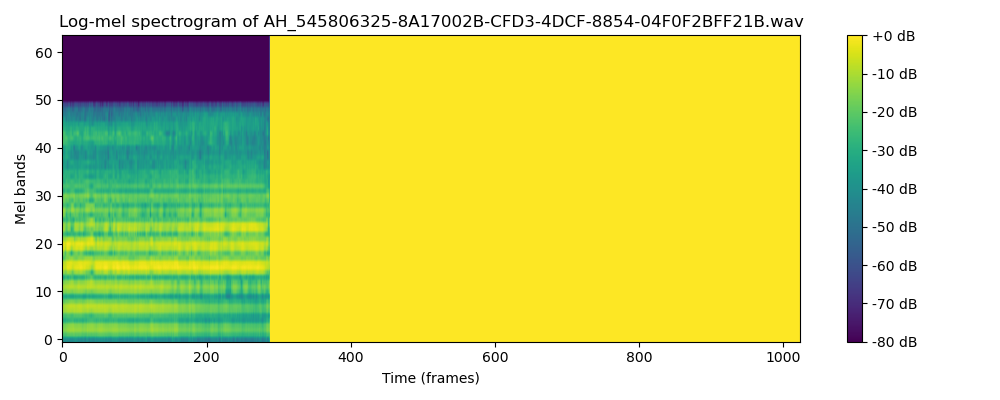 Log-mel spectrogram of AH_545806325-8A17002B-CFD3-4DCF-8854-04F0F2BFF21B.wav
60
50
40
30
20
10
0
Mel bands
0 200 400 600 800 1000
Time (frames)
+0 dB
-10 dB
-20 dB
-30 dB
-40 dB
-50 dB
-60 dB
-70 dB
-80 dB